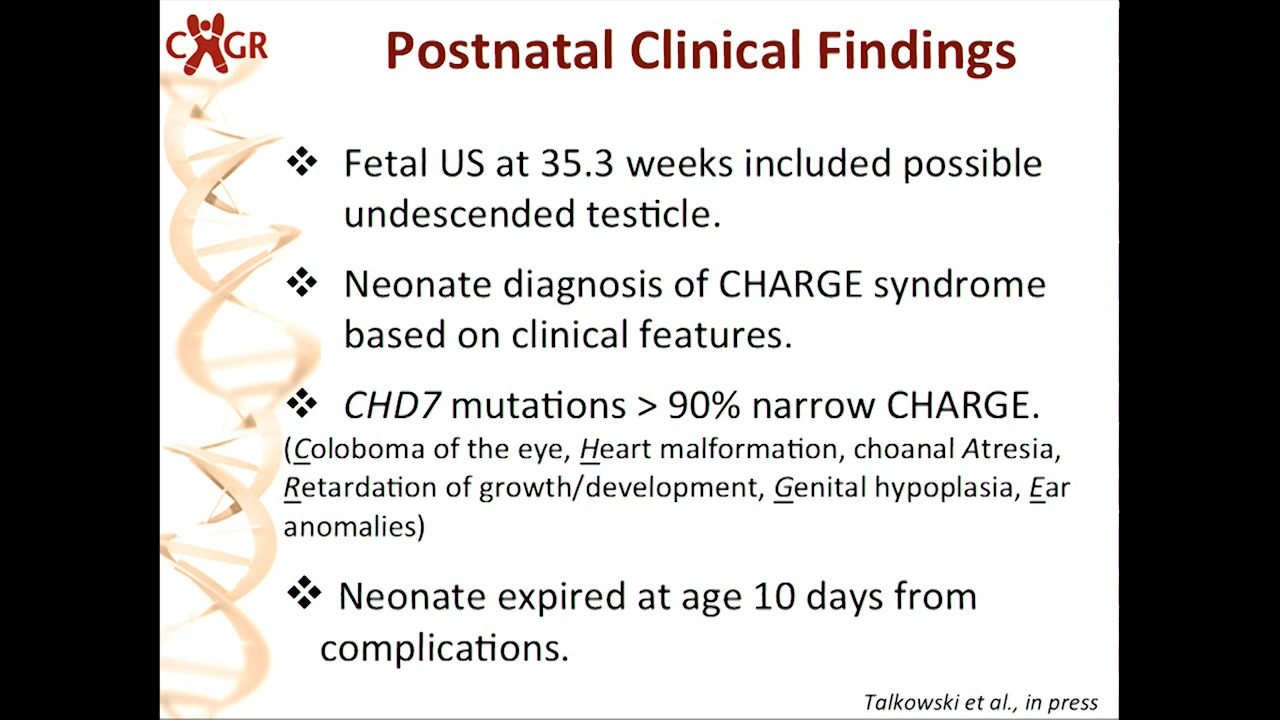 C GR
Postnatal Clinical Findings
❖ Fetal US at 35.3 weeks included possible
undescended testicle.
❖ Neonate diagnosis of CHARGE syndrome
based on clinical features.
❖ CHD7 mutations > 90% narrow CHARGE.
(Coloboma of the eye, Heart malformation, choanal Atresia,
Retardation of growth/development, Genital hypoplasia, Ear
anomalies)
❖ Neonate expired at age 10 days from
complications.
Talkowski et al., in press